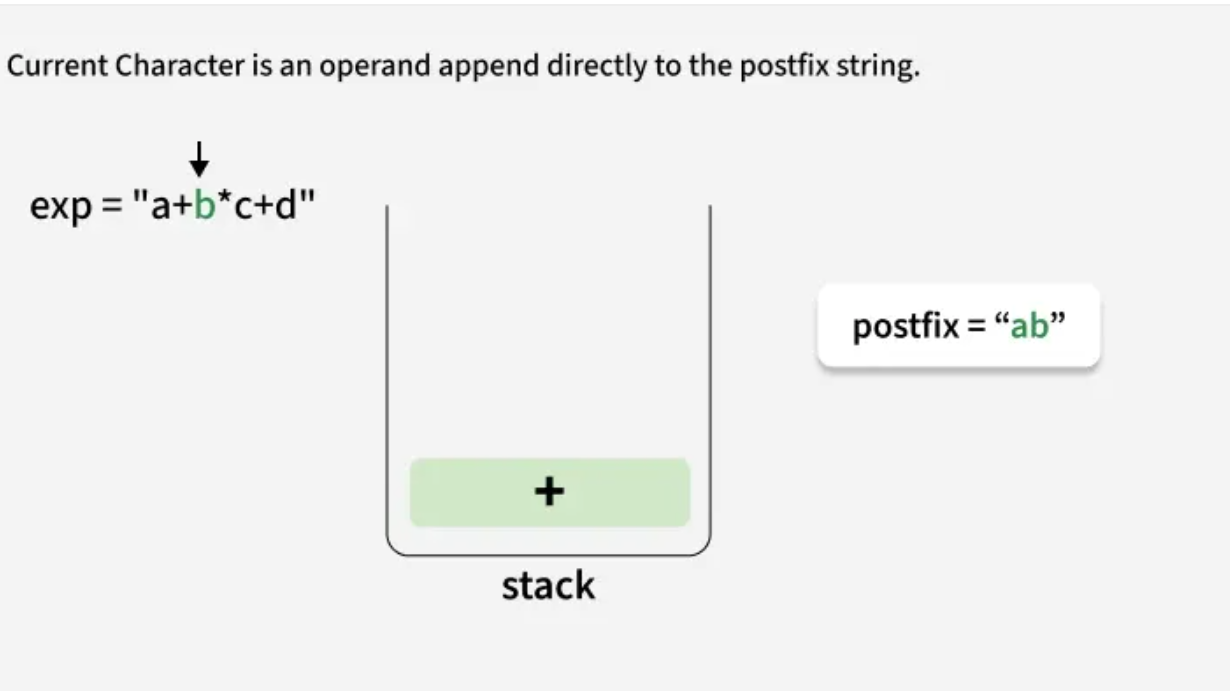 Current Character is an operand append directly to the postfix string.
exp = "a+b*c+d"
postfix = “ab”
+
stack